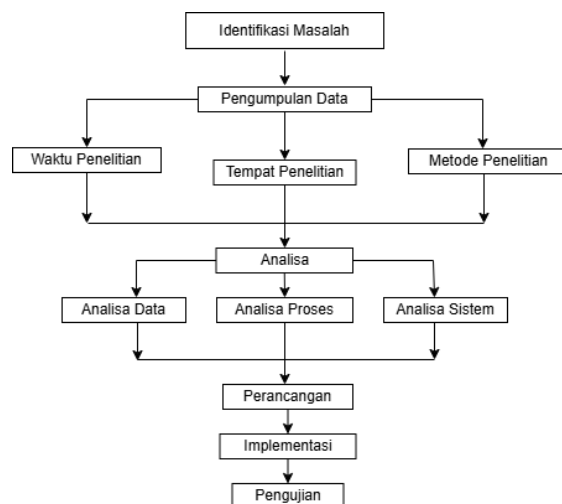 Identifikasi Masalah
Pengumpulan Data
Waktu Penelitian
Tempat Penelitian
Metode Penelitian
Analisa
Analisa Data
Analisa Proses
Analisa Sistem
Perancangan
Implementasi
Pengujian